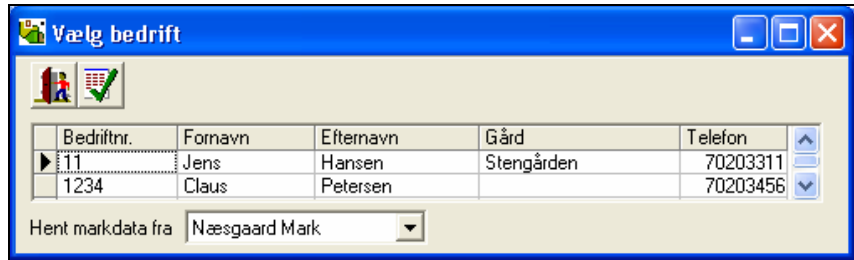 Vælg bedrift
Bedriftnr. Fornavn Efternavn Gård Telefon
11 Jens Hansen Stengården 70203311
1234 Claus Petersen 70203456
Hent markdata fra Næsgaard Mark